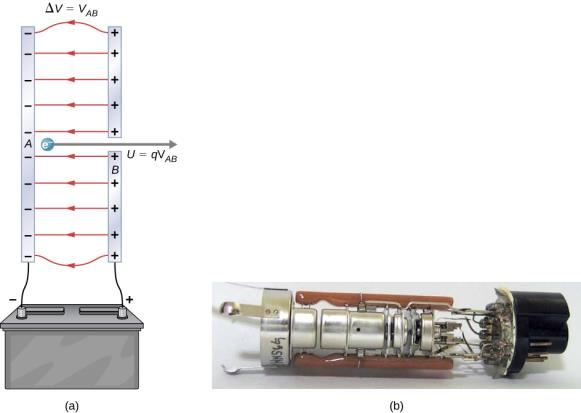 ΔV = V_AB
A
e⁻
U = qV_AB
B
− +
(a)
(b)